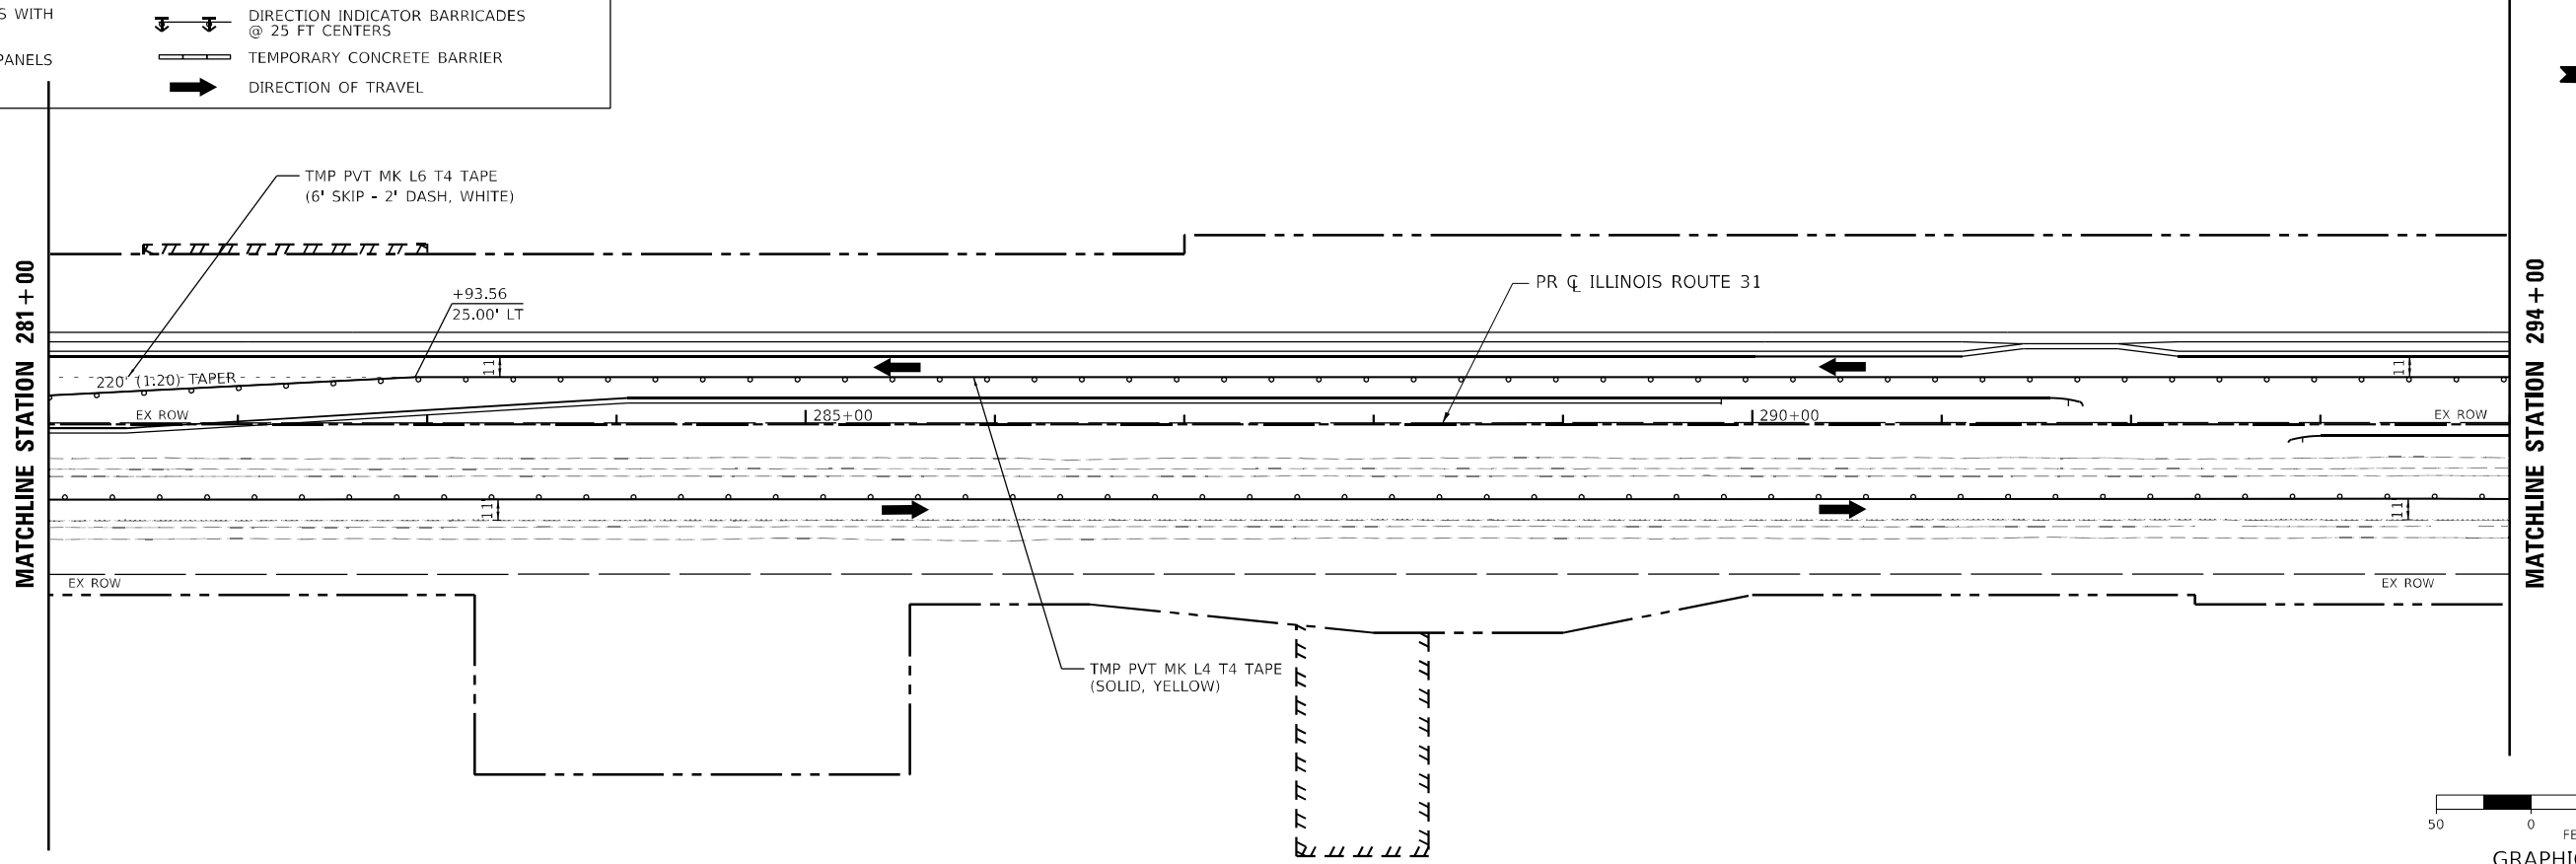 S WITH
PANELS
DIRECTION INDICATOR BARRICADES
@ 25 FT CENTERS
TEMPORARY CONCRETE BARRIER
DIRECTION OF TRAVEL
TMP PVT MK L6 T4 TAPE
(6' SKIP - 2' DASH, WHITE)
MATCHLINE STATION 281+00
+93.56
25.00' LT
PR ℄ ILLINOIS ROUTE 31
MATCHLINE STATION 294+00
220' (1:20) TAPER
11
11
EX ROW
285+00
290+00
EX ROW
11'
11'
EX ROW
EX ROW
TMP PVT MK L4 T4 TAPE
(SOLID, YELLOW)
50
0
FE
GRAPHI